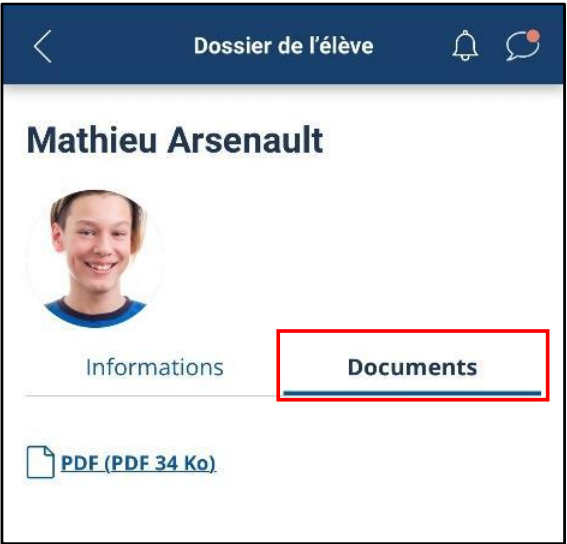 Dossier de l'élève
Mathieu Arsenault
Informations
Documents
PDF (PDF 34 Ko)